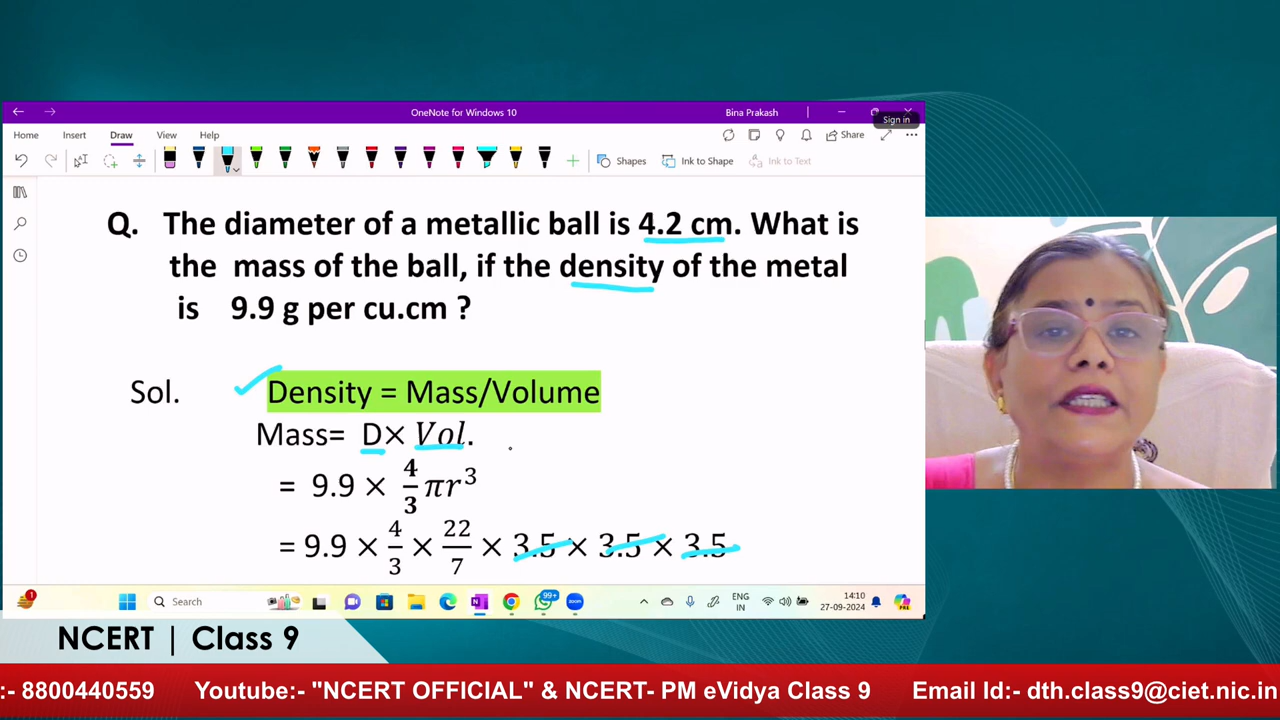 OneNote for Windows 10
Bina Prakash
Sign in
Home Insert Draw View Help
Share
Shapes Ink to Shape Ink to Text
Q. The diameter of a metallic ball is 4.2 cm. What is
the mass of the ball, if the density of the metal
is 9.9 g per cu.cm ?
Sol. Density = Mass/Volume
Mass= D× Vol.
= 9.9 × 4/3 πr³
= 9.9 × 4/3 × 22/7 × 3.5 × 3.5 × 3.5
1 Search 99+ zoom ENG IN 14:10 27-09-2024 PRE
NCERT | Class 9
:- 8800440559 Youtube:- "NCERT OFFICIAL" & NCERT- PM eVidya Class 9 Email Id:- dth.class9@ciet.nic.in